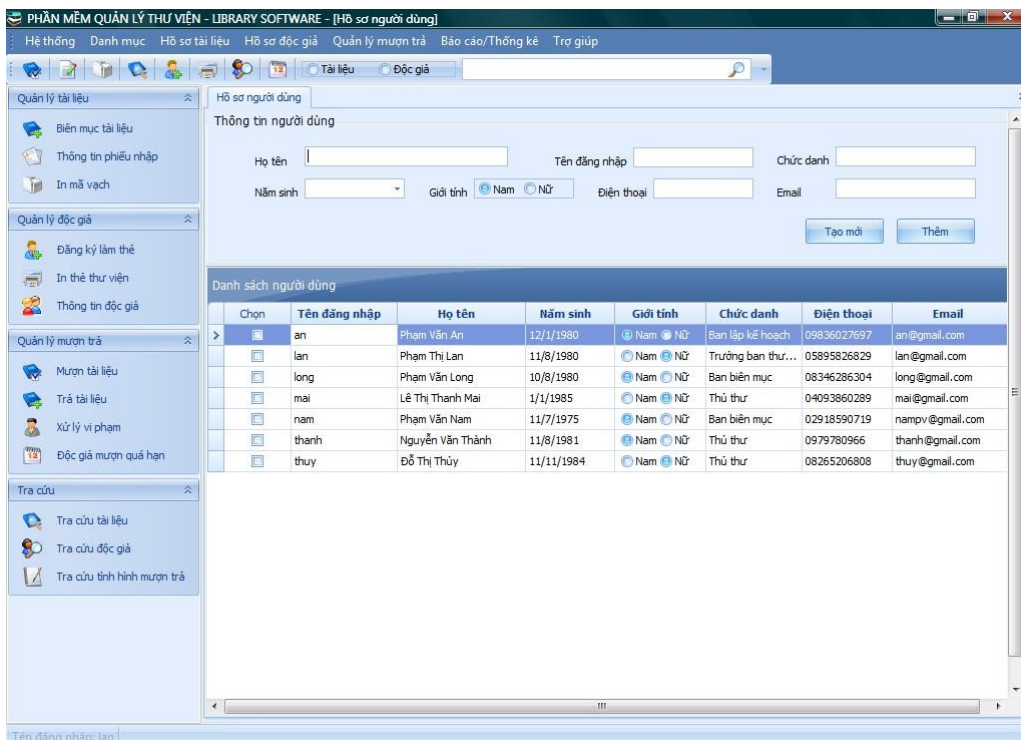 PHẦN MỀM QUẢN LÝ THƯ VIỆN - LIBRARY SOFTWARE - [Hồ sơ người dùng]
Hệ thống Danh mục Hồ sơ tài liệu Hồ sơ độc giả Quản lý mượn trả Báo cáo/Thống kê Trợ giúp
12 Tài liệu Độc giả
Quản lý tài liệu
Biên mục tài liệu
Thông tin phiếu nhập
In mã vạch
Quản lý độc giả
Đăng ký làm thẻ
In thẻ thư viện
Thông tin độc giả
Quản lý mượn trả
Mượn tài liệu
Trả tài liệu
Xử lý vi phạm
12 Độc giả mượn quá hạn
Tra cứu
Tra cứu tài liệu
Tra cứu độc giả
Tra cứu tình hình mượn trả
Hồ sơ người dùng
Thông tin người dùng
Họ tên Tên đăng nhập Chức danh
Năm sinh Giới tính Nam Nữ Điện thoại Email
Tạo mới Thêm
Danh sách người dùng
Chọn Tên đăng nhập Họ tên Năm sinh Giới tính Chức danh Điện thoại Email
an Phạm Văn An 12/1/1980 Nam Nữ Ban lập kế hoạch 09836027697 an@gmail.com
lan Phạm Thị Lan 11/8/1980 Nam Nữ Trưởng ban thư... 05895826829 lan@gmail.com
long Phạm Văn Long 10/8/1980 Nam Nữ Ban biên mục 08346286304 long@gmail.com
mai Lê Thị Thanh Mai 1/1/1985 Nam Nữ Thủ thư 04093860289 mai@gmail.com
nam Phạm Văn Nam 11/7/1975 Nam Nữ Ban biên mục 02918590719 nampv@gmail.com
thanh Nguyễn Văn Thành 11/8/1981 Nam Nữ Thủ thư 0979780966 thanh@gmail.com
thuy Đỗ Thị Thúy 11/11/1984 Nam Nữ Thủ thư 08265206808 thuy@gmail.com
Tên đăng nhập: lan